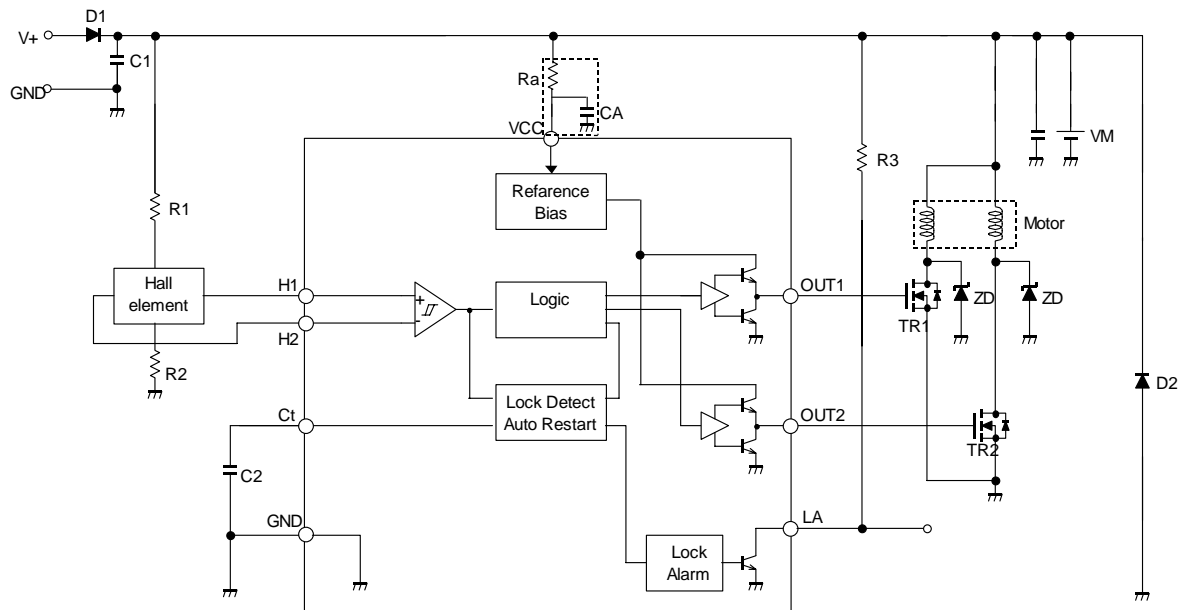 D1
V+
C1
GND
Ra
CA
VCC
VM
R3
R1
Refarence
Bias
Motor
Hall
element
H1
H2
+
-
Logic
OUT1
TR1
ZD
ZD
R2
D2
Ct
Lock Detect
Auto Restart
OUT2
TR2
C2
GND
LA
Lock
Alarm